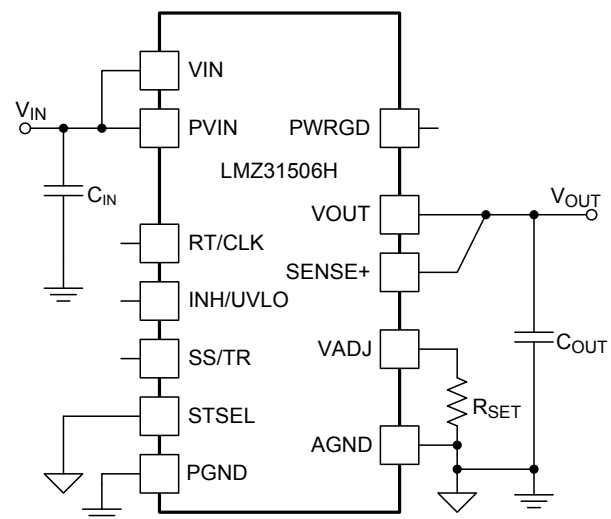 VIN
V_IN
PVIN
PWRGD
LMZ31506H
C_IN
VOUT
V_OUT
RT/CLK
SENSE+
INH/UVLO
VADJ
C_OUT
SS/TR
R_SET
STSEL
AGND
PGND